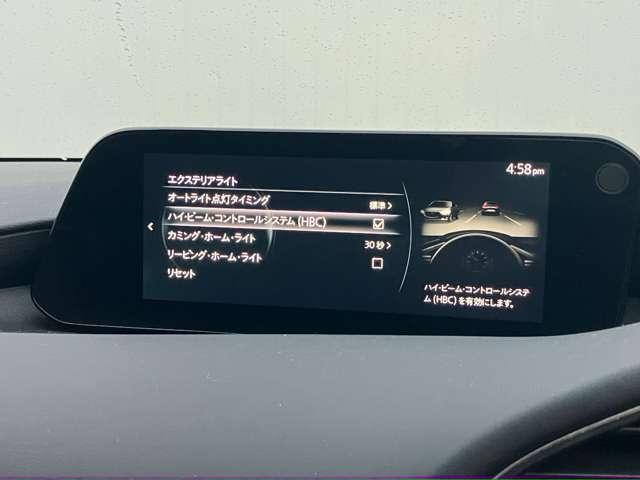 4:58pm
エクステリアライト
オートライト点灯タイミング 標準
ハイ・ビーム・コントロールシステム (HBC)
カミング・ホーム・ライト 30 秒
リービング・ホーム・ライト
リセット
ハイ・ビーム・コントロールシステ
ム (HBC) を有効にします。